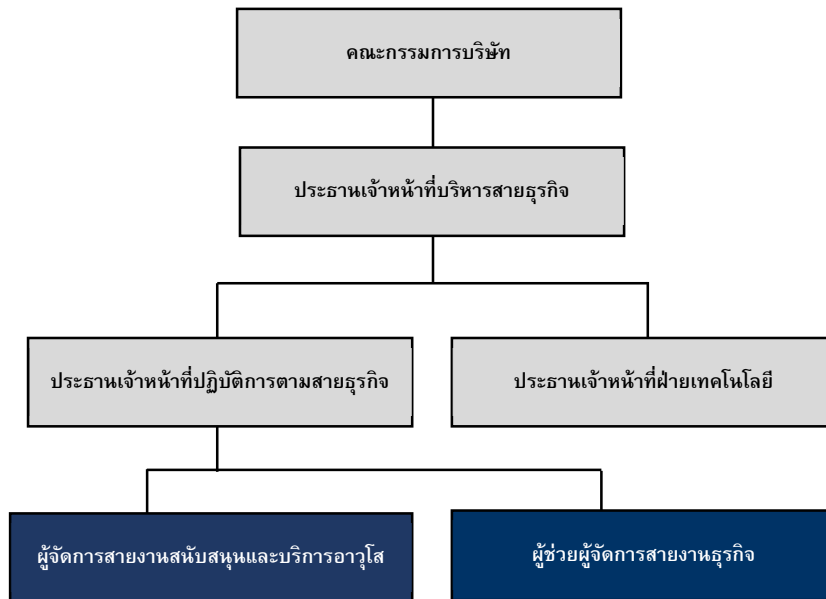 คณะกรรมการบริษัท
ประธานเจ้าหน้าที่บริหารสายธุรกิจ
ประธานเจ้าหน้าที่ปฏิบัติการตามสายธุรกิจ
ประธานเจ้าหน้าที่ฝ่ายเทคโนโลยี
ผู้จัดการสายงานสนับสนุนและบริการอาวุโส
ผู้ช่วยผู้จัดการสายงานธุรกิจ